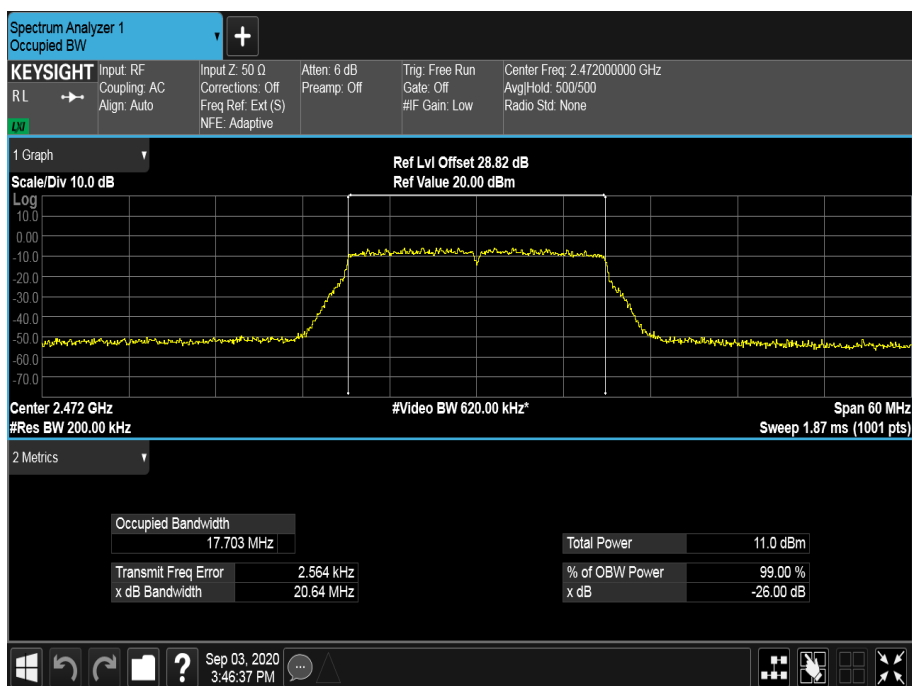 Spectrum Analyzer 1
Occupied BW
+
KEYSIGHT
RL
LXI
Input: RF
Coupling: AC
Align: Auto
Input Z: 50 Ω
Corrections: Off
Freq Ref: Ext (S)
NFE: Adaptive
Atten: 6 dB
Preamp: Off
Trig: Free Run
Gate: Off
#IF Gain: Low
Center Freq: 2.472000000 GHz
Avg|Hold: 500/500
Radio Std: None
1 Graph
Scale/Div 10.0 dB
Ref Lvl Offset 28.82 dB
Ref Value 20.00 dBm
Log
10.0
0.00
-10.0
-20.0
-30.0
-40.0
-50.0
-60.0
-70.0
Center 2.472 GHz
#Video BW 620.00 kHz*
Span 60 MHz
#Res BW 200.00 kHz
Sweep 1.87 ms (1001 pts)
2 Metrics
Occupied Bandwidth
17.703 MHz
Total Power 11.0 dBm
Transmit Freq Error 2.564 kHz
% of OBW Power 99.00 %
x dB Bandwidth 20.64 MHz
x dB -26.00 dB
?
Sep 03, 2020
3:46:37 PM